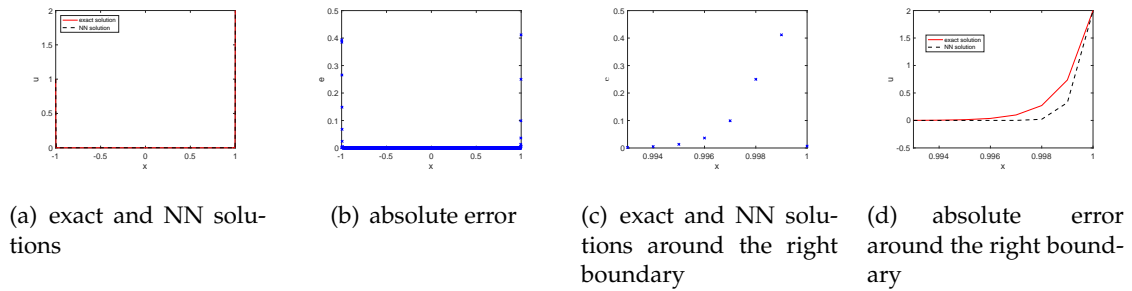 2
1.5
1
0.5
0
-1
-0.5
0
0.5
1
x
u
exact solution
NN solution
0.5
0.4
0.3
0.2
0.1
0
-1
-0.5
0
0.5
1
x
e
0.5
0.4
0.3
0.2
0.1
0
0.994
0.996
0.998
1
x
2
1.5
1
0.5
0
-0.5
0.994
0.996
0.998
1
x
u
exact solution
NN solution
(a) exact and NN solu-
tions
(b) absolute error
(c) exact and NN solu-
tions around the right
boundary
(d) absolute error
around the right bound-
ary